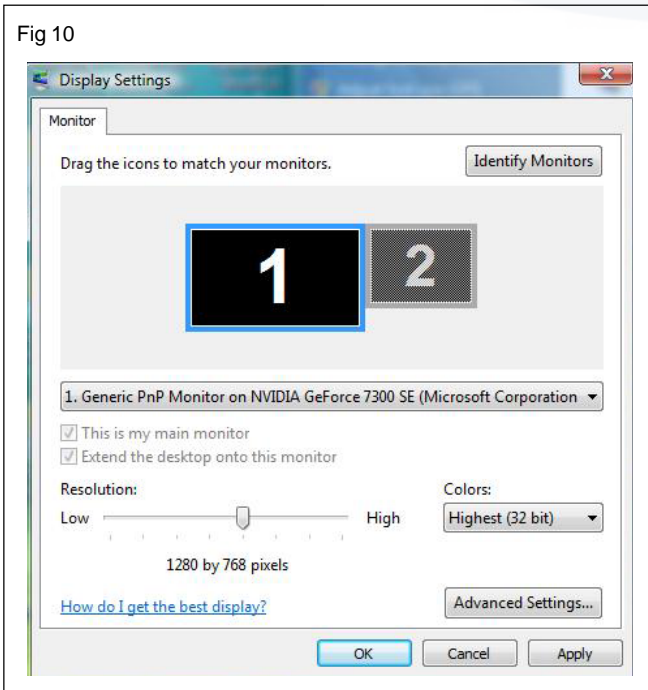 Fig 10
Display Settings
Monitor
Drag the icons to match your monitors.
Identify Monitors
1
2
1. Generic PnP Monitor on NVIDIA GeForce 7300 SE (Microsoft Corporation
This is my main monitor
Extend the desktop onto this monitor
Resolution:
Colors:
Low
High
Highest (32 bit)
1280 by 768 pixels
How do I get the best display?
Advanced Settings...
OK
Cancel
Apply